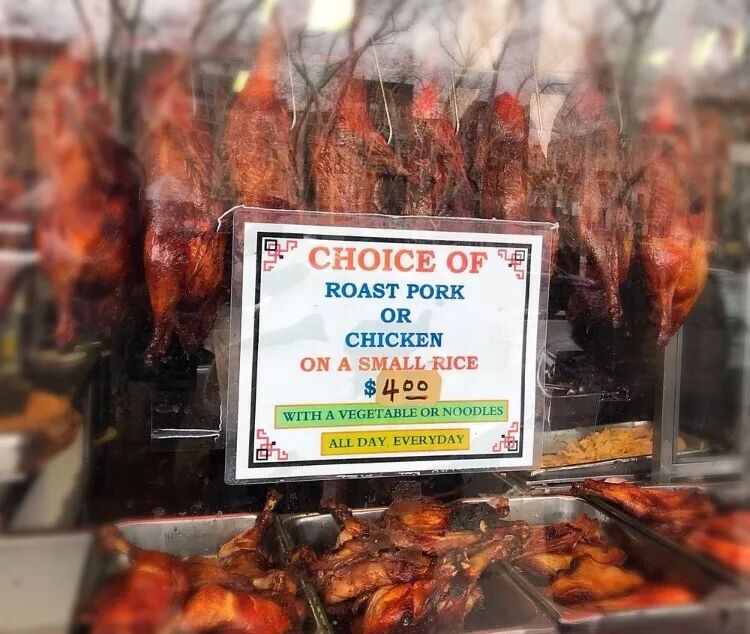 CHOICE OF
ROAST PORK
OR
CHICKEN
ON A SMALL RICE
$4.00
WITH A VEGETABLE OR NOODLES
ALL DAY, EVERYDAY